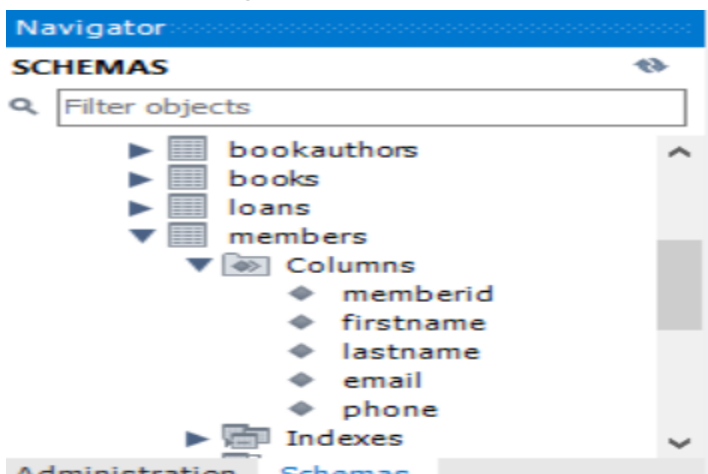 Navigator
SCHEMAS
Filter objects
bookauthors
books
loans
members
Columns
memberid
firstname
lastname
email
phone
Indexes
Administration Schemas